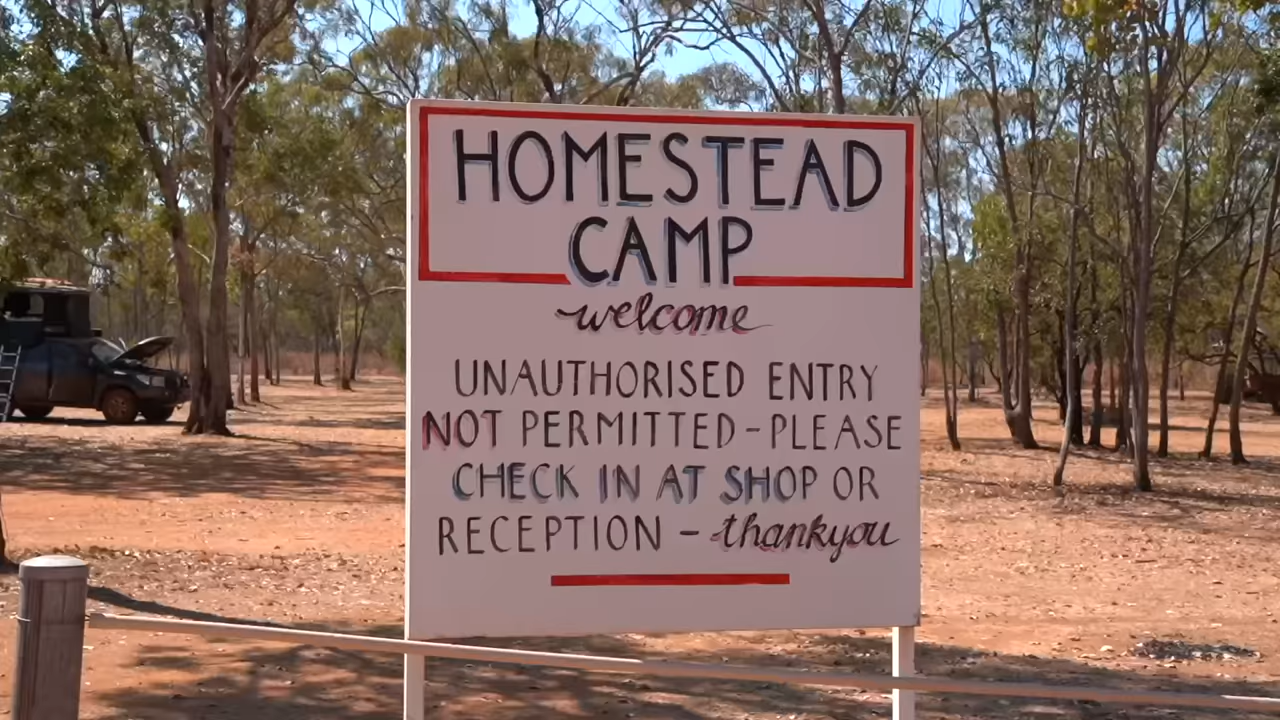 HOMESTEAD
CAMP
welcome
UNAUTHORISED ENTRY
NOT PERMITTED - PLEASE
CHECK IN AT SHOP OR
RECEPTION - thankyou